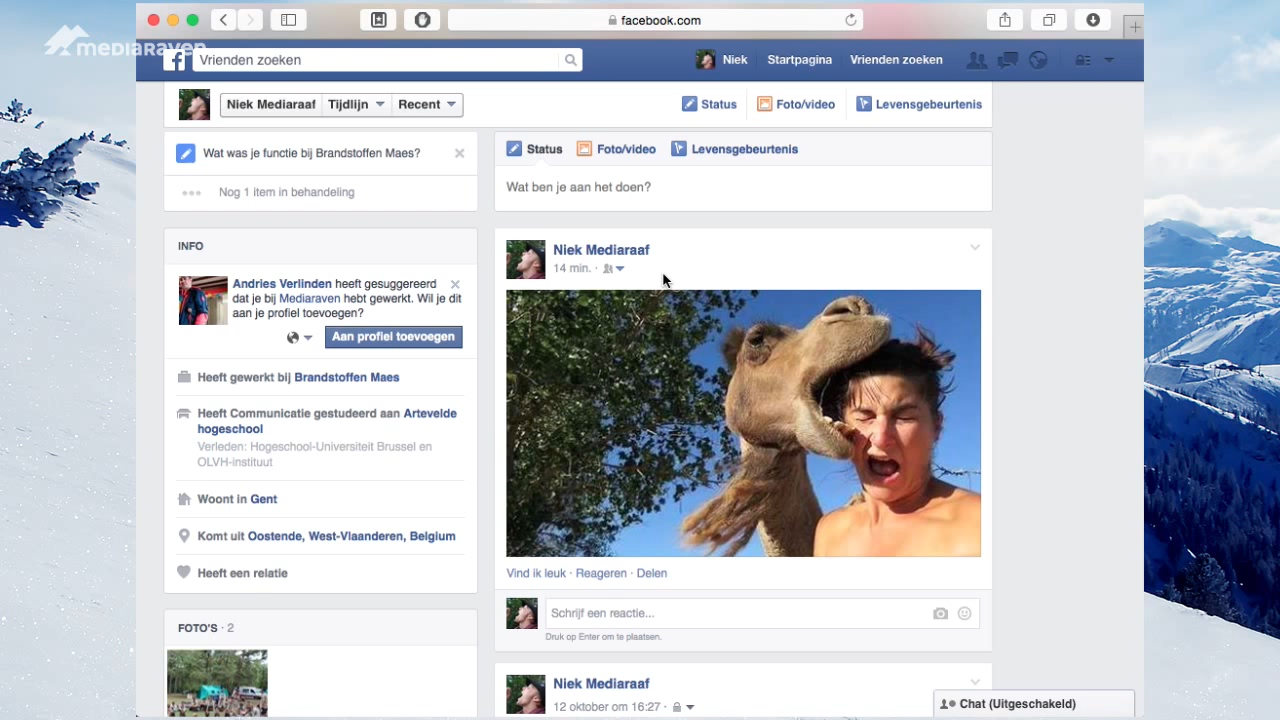 facebook.com
mediaraven
Vrienden zoeken
Niek Startpagina Vrienden zoeken
Niek Mediaraaf Tijdlijn Recent
Status Foto/video Levensgebeurtenis
Wat was je functie bij Brandstoffen Maes?
Nog 1 item in behandeling
INFO
Andries Verlinden heeft gesuggereerd
dat je bij Mediaraven hebt gewerkt. Wil je dit
aan je profiel toevoegen?
Aan profiel toevoegen
Heeft gewerkt bij Brandstoffen Maes
Heeft Communicatie gestudeerd aan Artevelde
hogeschool
Verleden: Hogeschool-Universiteit Brussel en
OLVH-instituut
Woont in Gent
Komt uit Oostende, West-Vlaanderen, Belgium
Heeft een relatie
FOTO'S · 2
Status Foto/video Levensgebeurtenis
Wat ben je aan het doen?
Niek Mediaraaf
14 min. ·
Vind ik leuk · Reageren · Delen
Schrijf een reactie...
Druk op Enter om te plaatsen.
Niek Mediaraaf
12 oktober om 16:27 ·
Chat (Uitgeschakeld)